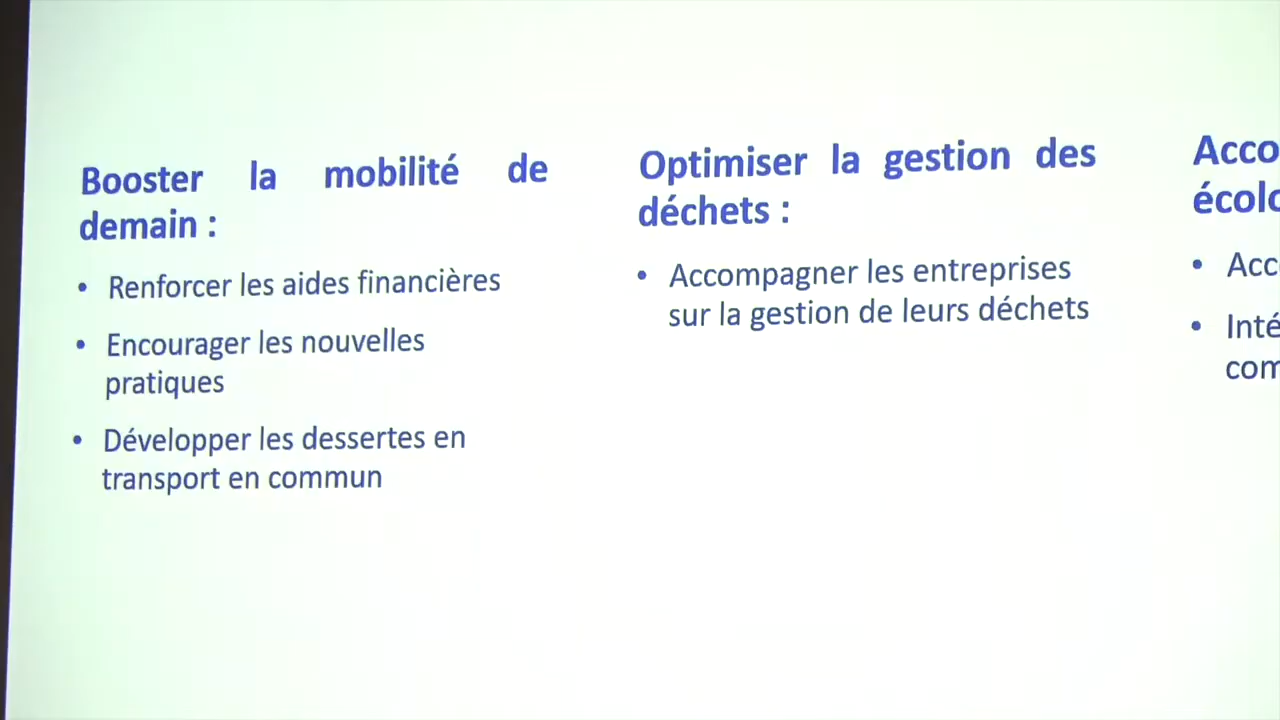 Booster la mobilité de
demain :
• Renforcer les aides financières
• Encourager les nouvelles
pratiques
• Développer les dessertes en
transport en commun
Optimiser la gestion des
déchets :
• Accompagner les entreprises
sur la gestion de leurs déchets